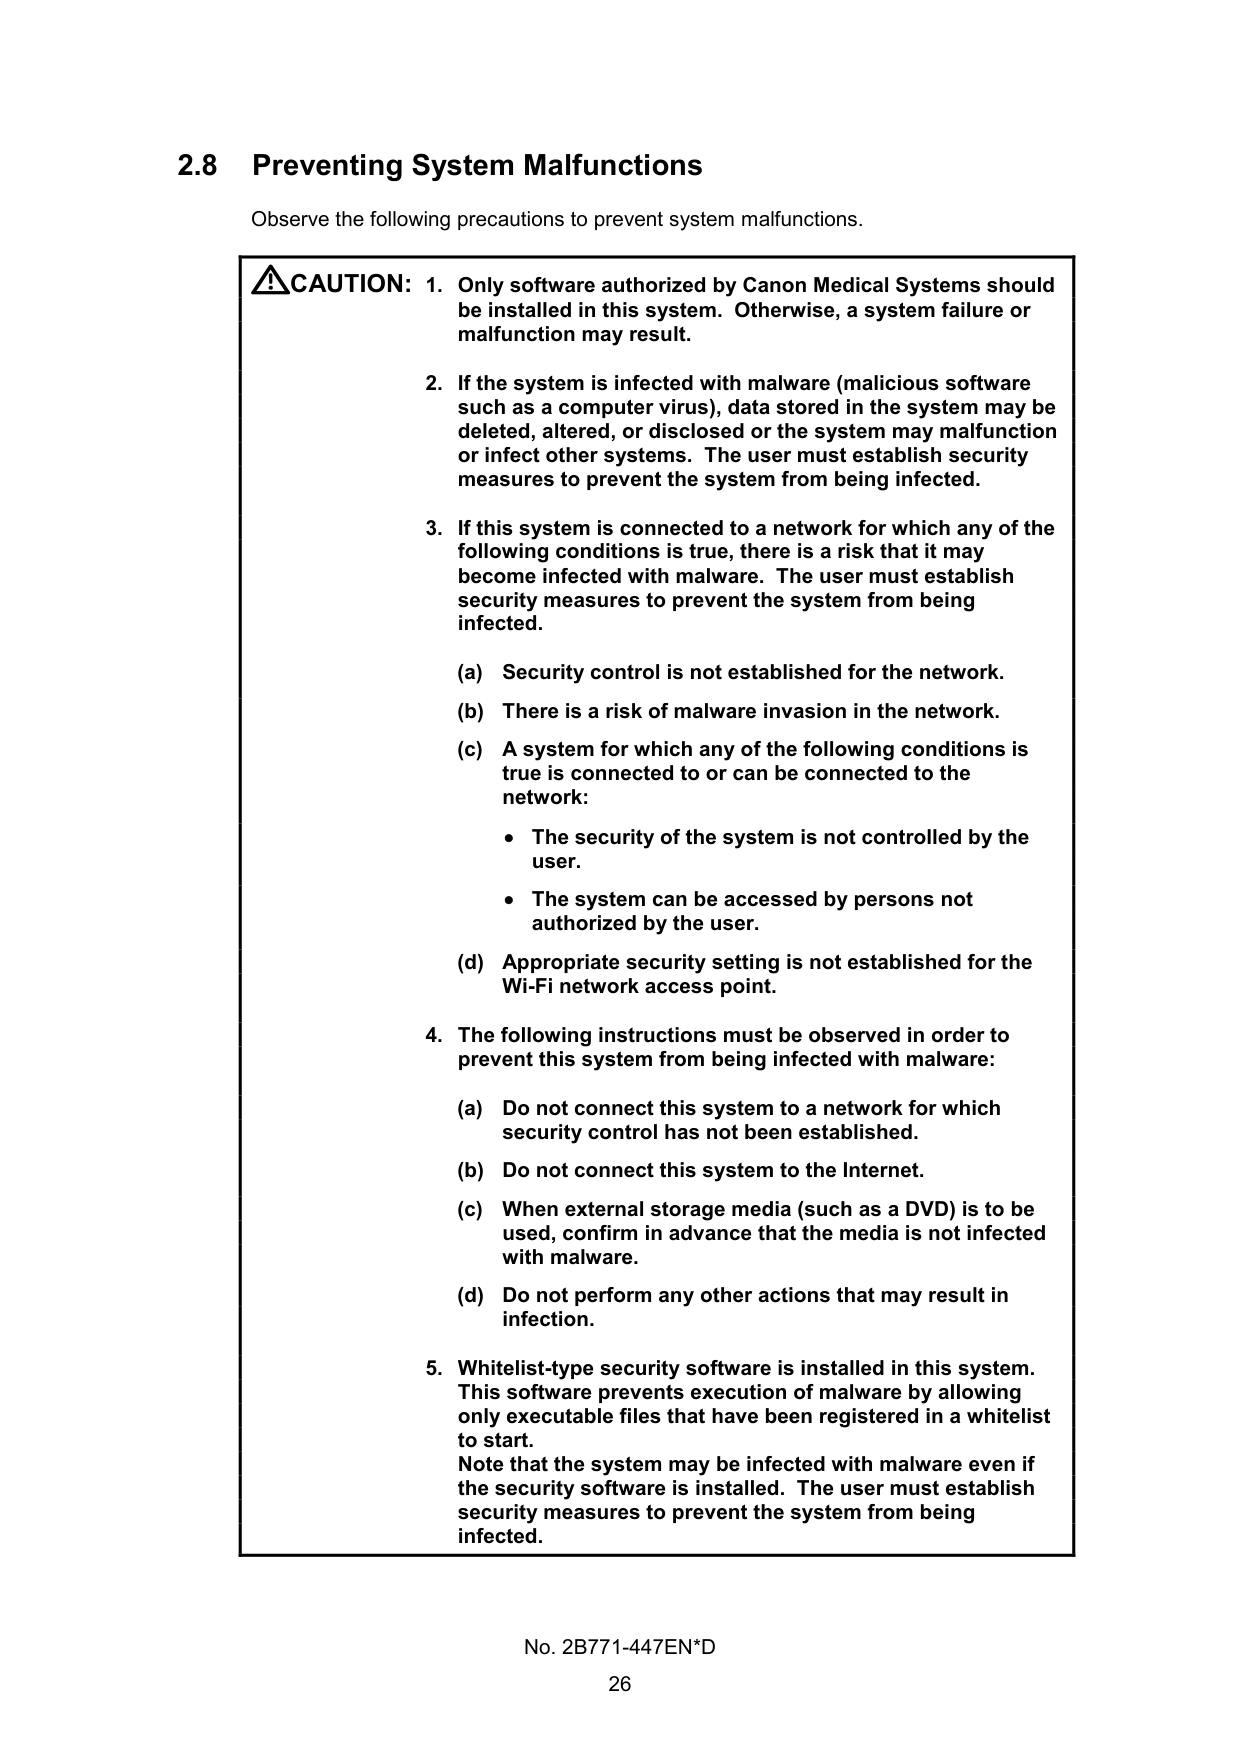 2.8 Preventing System Malfunctions
Observe the following precautions to prevent system malfunctions.
CAUTION: 1. Only software authorized by Canon Medical Systems should
be installed in this system. Otherwise, a system failure or
malfunction may result.
2. If the system is infected with malware (malicious software
such as a computer virus), data stored in the system may be
deleted, altered, or disclosed or the system may malfunction
or infect other systems. The user must establish security
measures to prevent the system from being infected.
3. If this system is connected to a network for which any of the
following conditions is true, there is a risk that it may
become infected with malware. The user must establish
security measures to prevent the system from being
infected.
(a) Security control is not established for the network.
(b) There is a risk of malware invasion in the network.
(c) A system for which any of the following conditions is
true is connected to or can be connected to the
network:
• The security of the system is not controlled by the
user.
• The system can be accessed by persons not
authorized by the user.
(d) Appropriate security setting is not established for the
Wi-Fi network access point.
4. The following instructions must be observed in order to
prevent this system from being infected with malware:
(a) Do not connect this system to a network for which
security control has not been established.
(b) Do not connect this system to the Internet.
(c) When external storage media (such as a DVD) is to be
used, confirm in advance that the media is not infected
with malware.
(d) Do not perform any other actions that may result in
infection.
5. Whitelist-type security software is installed in this system.
This software prevents execution of malware by allowing
only executable files that have been registered in a whitelist
to start.
Note that the system may be infected with malware even if
the security software is installed. The user must establish
security measures to prevent the system from being
infected.
No. 2B771-447EN*D
26